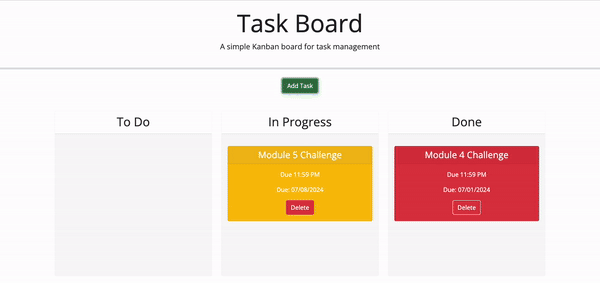 Task Board
A simple Kanban board for task management
Add Task
To Do
In Progress
Done
Module 5 Challenge
Due 11:59 PM
Due: 07/08/2024
Delete
Module 4 Challenge
Due 11:59 PM
Due: 07/01/2024
Delete